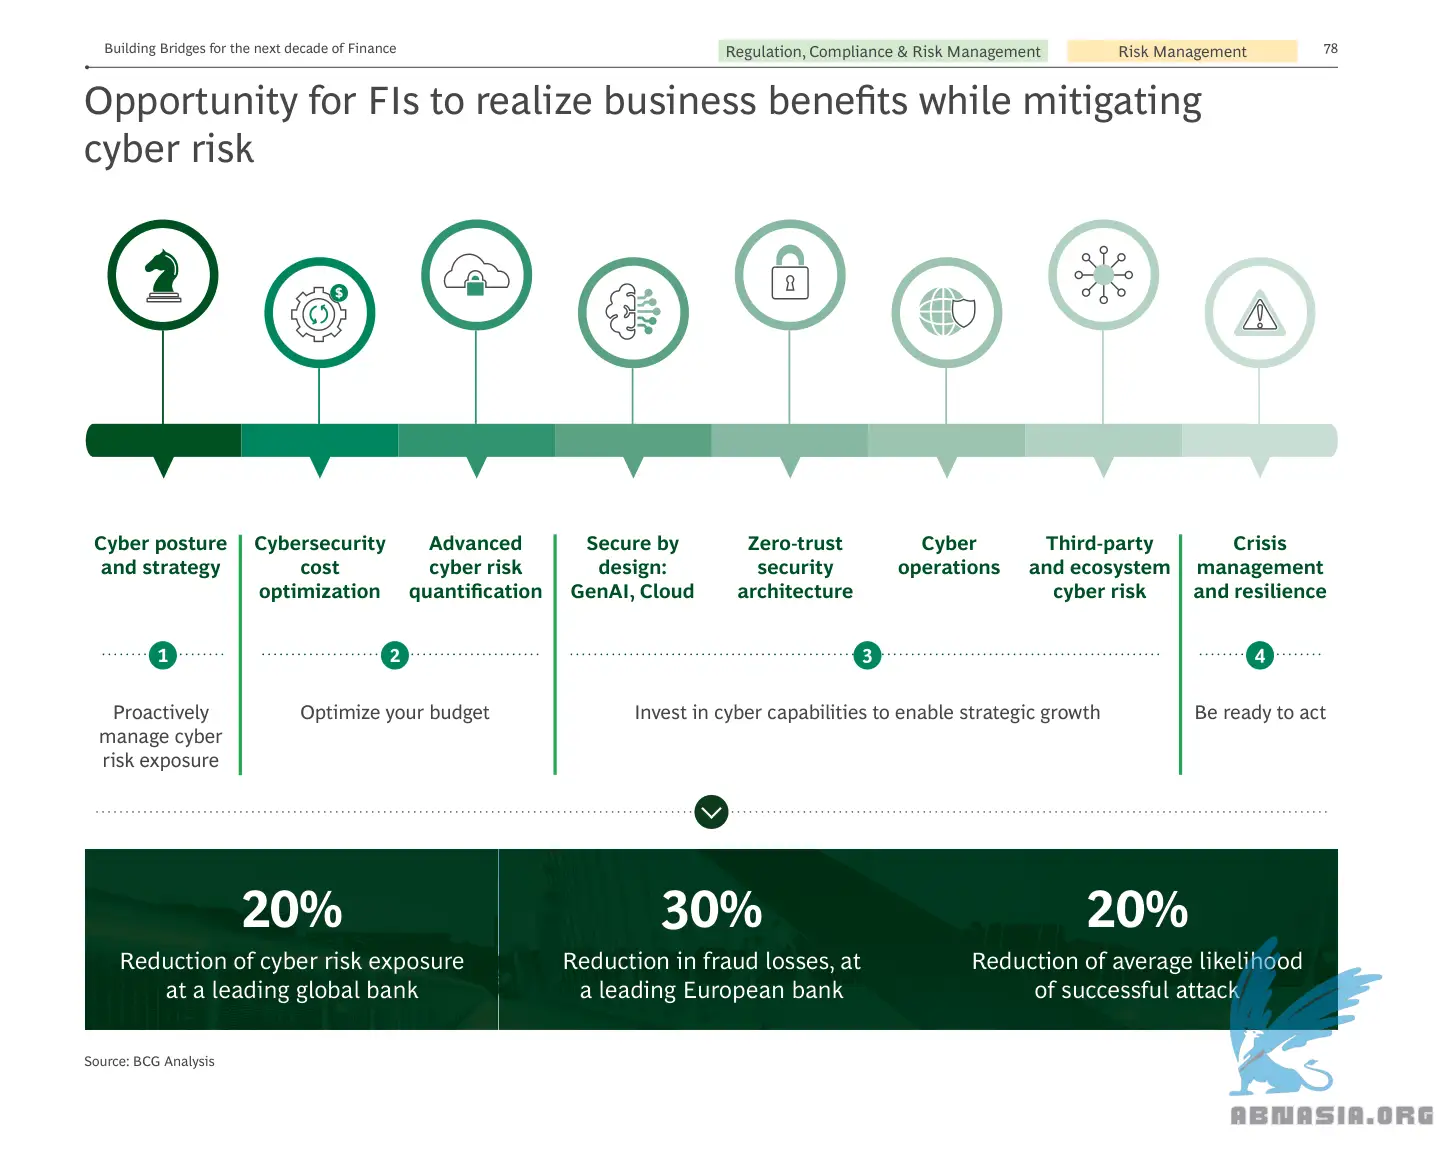 Building Bridges for the next decade of Finance
Regulation, Compliance & Risk Management
Risk Management
78
Opportunity for FIs to realize business benefits while mitigating
cyber risk
$
Cyber posture
and strategy
Cybersecurity
cost
optimization
Advanced
cyber risk
quantification
Secure by
design:
GenAI, Cloud
Zero-trust
security
architecture
Cyber
operations
Third-party
and ecosystem
cyber risk
Crisis
management
and resilience
1
2
3
4
Proactively
manage cyber
risk exposure
Optimize your budget
Invest in cyber capabilities to enable strategic growth
Be ready to act
20%
Reduction of cyber risk exposure
at a leading global bank
30%
Reduction in fraud losses, at
a leading European bank
20%
Reduction of average likelihood
of successful attack
Source: BCG Analysis
ABNASIA.ORG